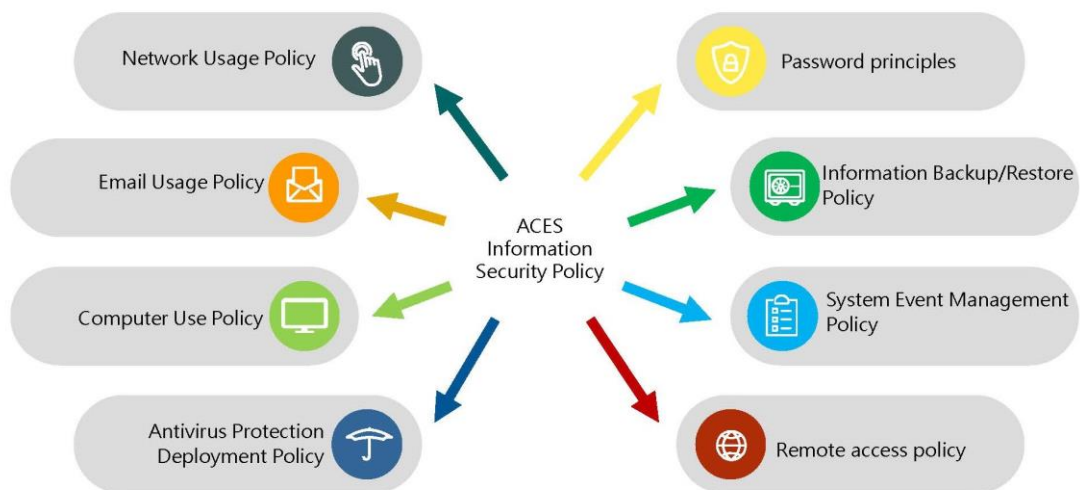 Network Usage Policy
Password principles
Email Usage Policy
Information Backup/Restore
Policy
ACES
Information
Security Policy
Computer Use Policy
System Event Management
Policy
Antivirus Protection
Deployment Policy
Remote access policy